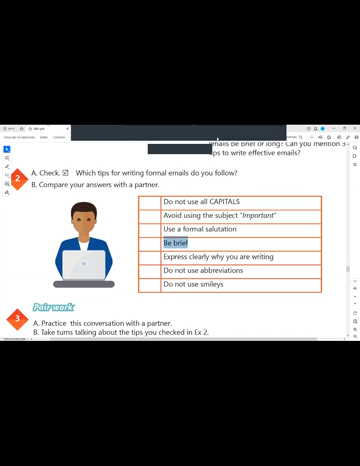 emails be brief or long? Can you mention 3
tips to write effective emails?
2
A. Check. ☑ Which tips for writing formal emails do you follow?
B. Compare your answers with a partner.
Do not use all CAPITALS
Avoid using the subject "Important"
Use a formal salutation
Be brief
Express clearly why you are writing
Do not use abbreviations
Do not use smileys
Pair work
3
A. Practice this conversation with a partner.
B. Take turns talking about the tips you checked in Ex 2.